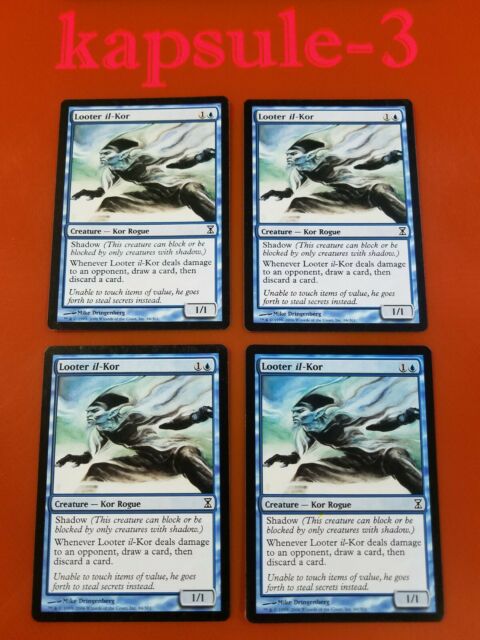 kapsule-3
Looter il-Kor 1
Creature — Kor Rogue
Shadow (This creature can block or be
blocked by only creatures with shadow.)
Whenever Looter il-Kor deals damage
to an opponent, draw a card, then
discard a card.
Unable to touch items of value, he goes
forth to steal secrets instead.
Mike Dringenberg
1/1
Looter il-Kor 1
Creature — Kor Rogue
Shadow (This creature can block or be
blocked by only creatures with shadow.)
Whenever Looter il-Kor deals damage
to an opponent, draw a card, then
discard a card.
Unable to touch items of value, he goes
forth to steal secrets instead.
Mike Dringenberg
1/1
Looter il-Kor 1
Creature — Kor Rogue
Shadow (This creature can block or be
blocked by only creatures with shadow.)
Whenever Looter il-Kor deals damage
to an opponent, draw a card, then
discard a card.
Unable to touch items of value, he goes
forth to steal secrets instead.
Mike Dringenberg
1/1
Looter il-Kor 1
Creature — Kor Rogue
Shadow (This creature can block or be
blocked by only creatures with shadow.)
Whenever Looter il-Kor deals damage
to an opponent, draw a card, then
discard a card.
Unable to touch items of value, he goes
forth to steal secrets instead.
Mike Dringenberg
1/1